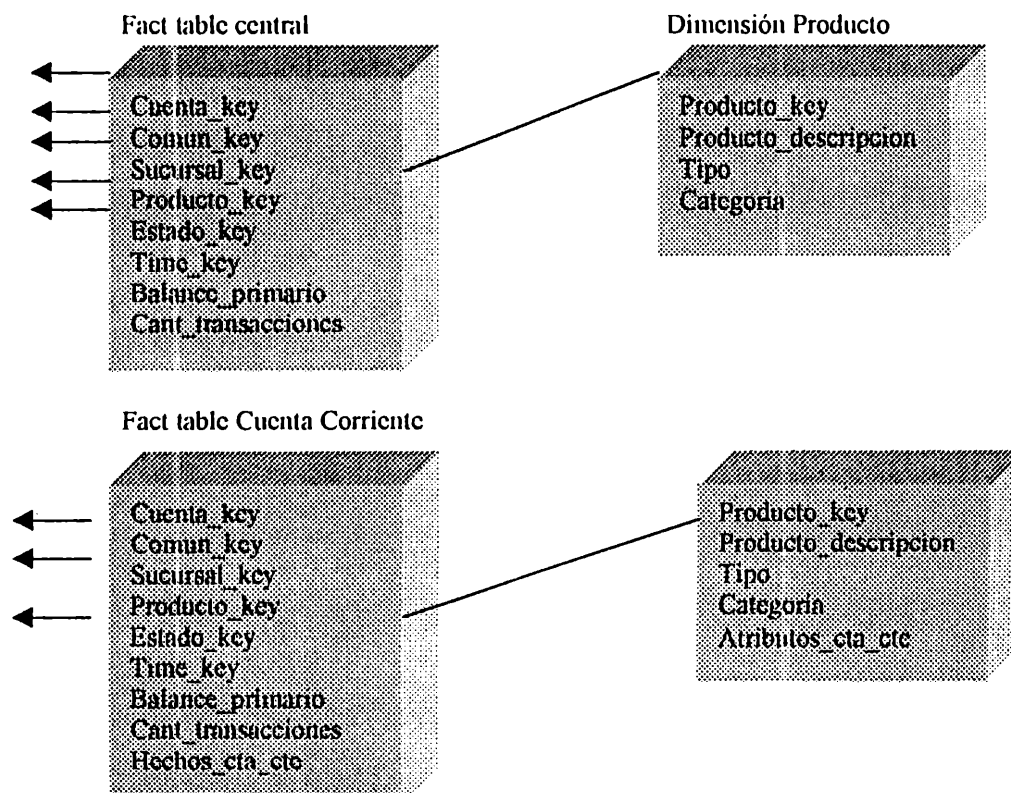 Fact table central
Cuenta_key
Comun_key
Sucursal_key
Producto_key
Estado_key
Time_key
Balance_primario
Cant_transacciones
Dimensión Producto
Producto_key
Producto_descripcion
Tipo
Categoria
Fact table Cuenta Corriente
Cuenta_key
Comun_key
Sucursal_key
Producto_key
Estado_key
Time_key
Balance_primario
Cant_transacciones
Hechos_cta_cte
Producto_key
Producto_descripcion
Tipo
Categoria
Atributos_cta_cte